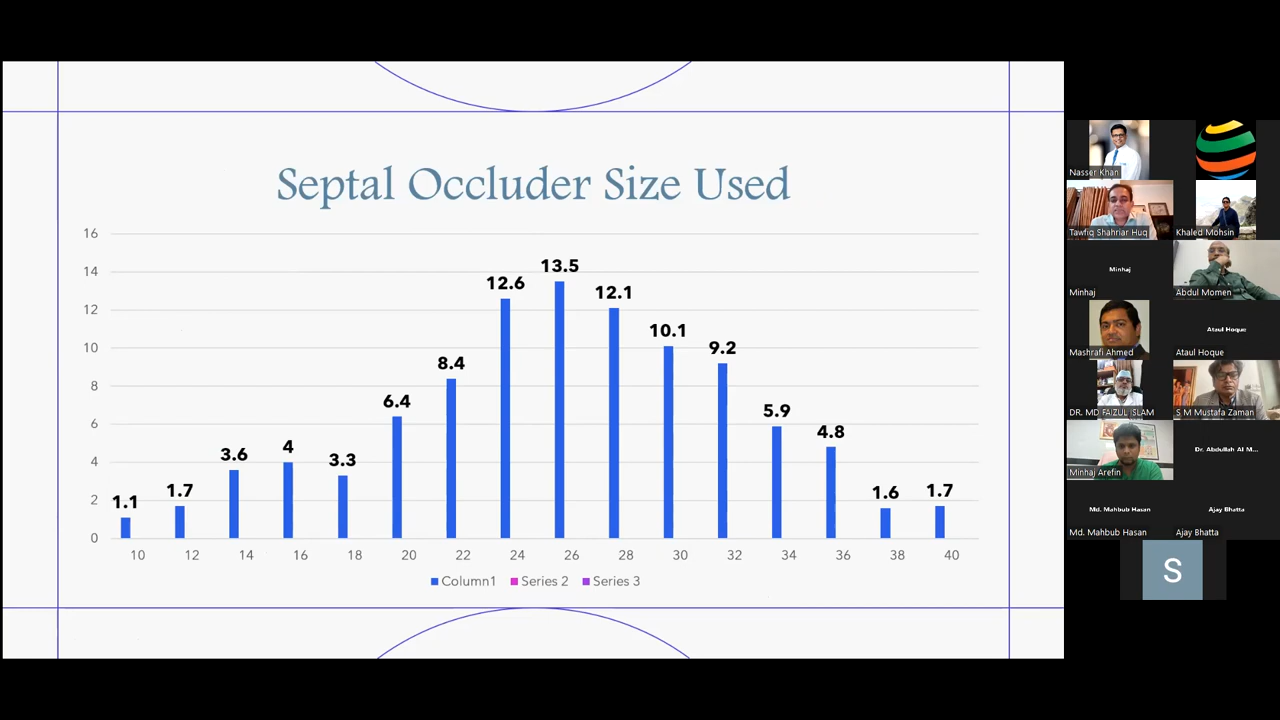 Septal Occluder Size Used
16
14
12
10
8
6
4
2
0
1.1
1.7
3.6
4
3.3
6.4
8.4
12.6
13.5
12.1
10.1
9.2
5.9
4.8
1.6
1.7
10 12 14 16 18 20 22 24 26 28 30 32 34 36 38 40
Column1 Series 2 Series 3
Nasser Khan
Tawfiq Shahriar Huq
Khaled Mohsin
Minhaj
Minhaj
Abdul Momen
Mashrafi Ahmed
Ataul Hoque
Ataul Hoque
DR. MD FAIZUL ISLAM
S M Mustafa Zaman
Minhaj Arefin
Dr. Abdullah Al M...
Md. Mahbub Hasan
Md. Mahbub Hasan
Ajay Bhatta
Ajay Bhatta
S